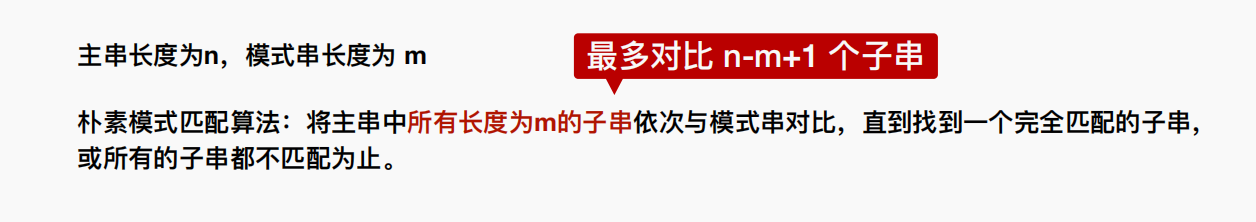 主串长度为n，模式串长度为 m
最多对比 n-m+1 个子串
朴素模式匹配算法：将主串中所有长度为m的子串依次与模式串对比，直到找到一个完全匹配的子串，
或所有的子串都不匹配为止。